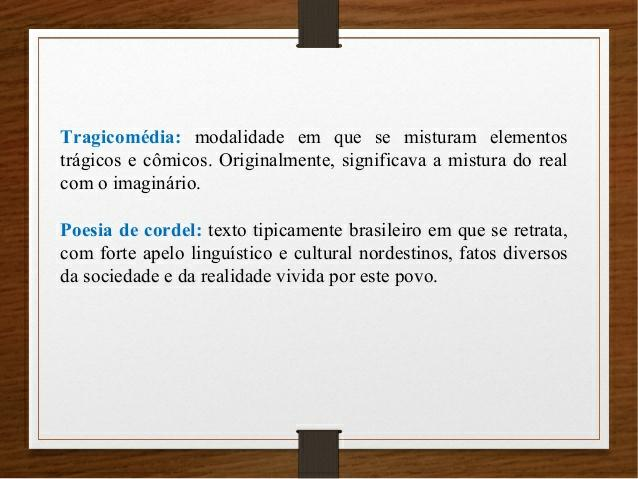 Tragicomédia: modalidade em que se misturam elementos
trágicos e cômicos. Originalmente, significava a mistura do real
com o imaginário.
Poesia de cordel: texto tipicamente brasileiro em que se retrata,
com forte apelo linguístico e cultural nordestinos, fatos diversos
da sociedade e da realidade vivida por este povo.